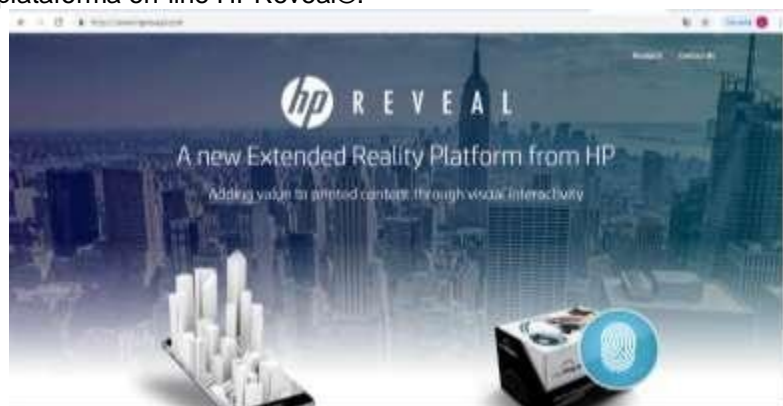 plataforma on-line HP Reveal®.
hp REVEAL
A new Extended Reality Platform from HP
Adding value to printed content through visual interactivity